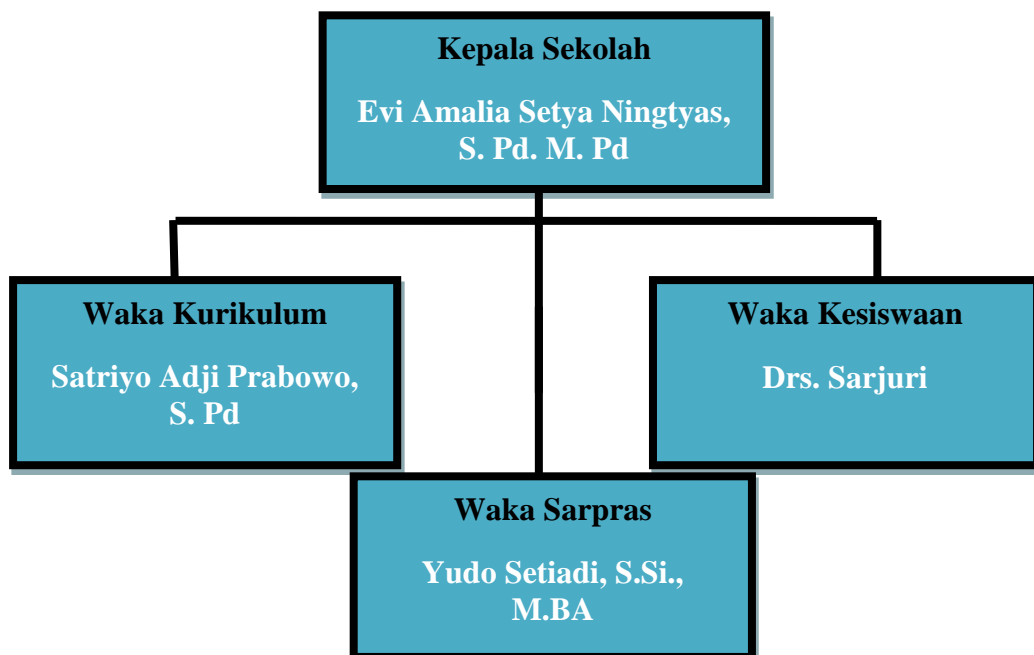 Kepala Sekolah
Evi Amalia Setya Ningtyas,
S. Pd. M. Pd
Waka Kurikulum
Satriyo Adji Prabowo,
S. Pd
Waka Kesiswaan
Drs. Sarjuri
Waka Sarpras
Yudo Setiadi, S.Si.,
M.BA